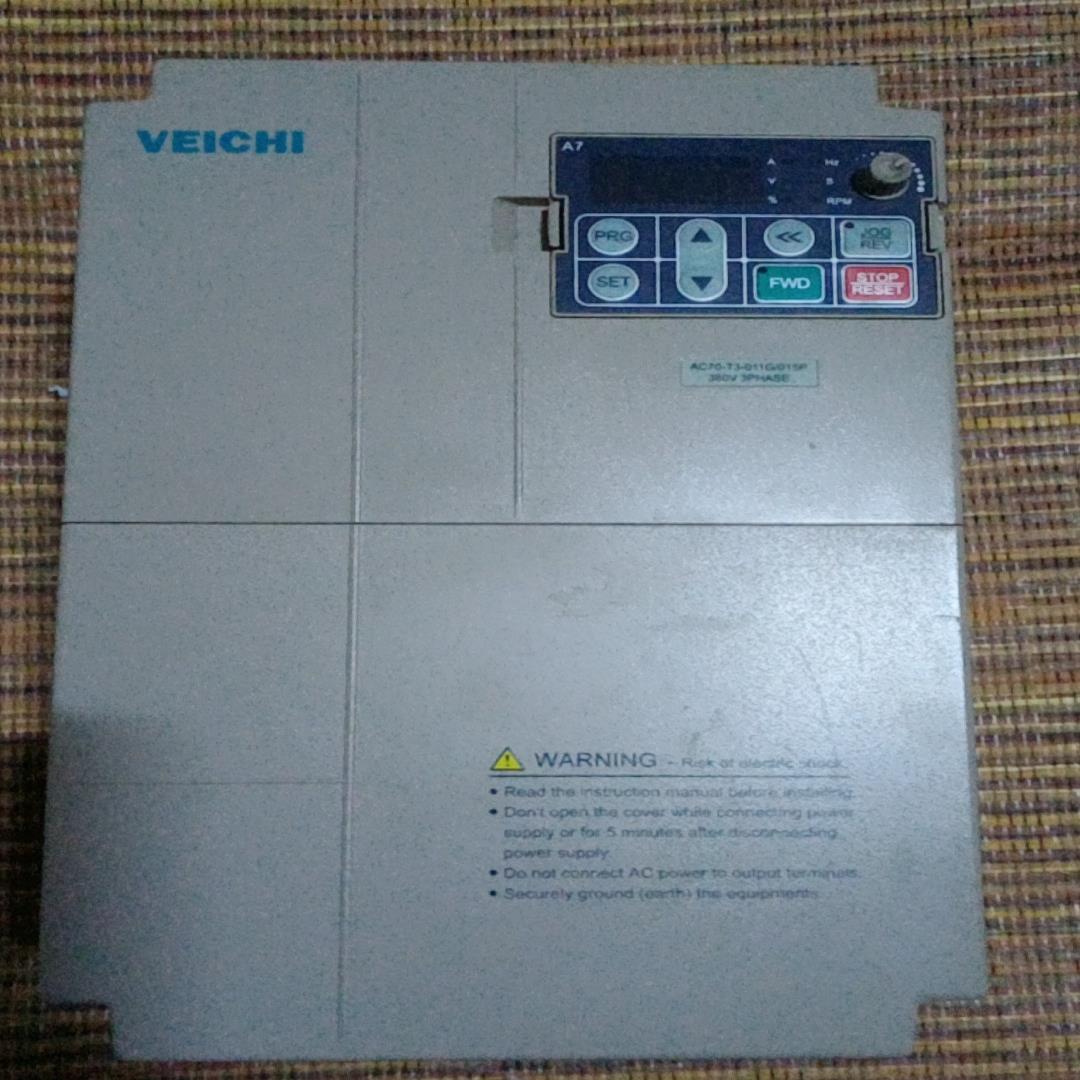 VEICHI
A7
A Hz
V S
% RPM
PRG
<<
JOG
REV
SET
FWD
STOP
RESET
AC70-T3-011G/015P
380V 3PHASE
WARNING - Risk of electric shock.
• Read the instruction manual before installing.
• Don't open the cover while connecting power
supply or for 5 minutes after disconnecting
power supply.
• Do not connect AC power to output terminals.
• Securely ground (earth) the equipments.